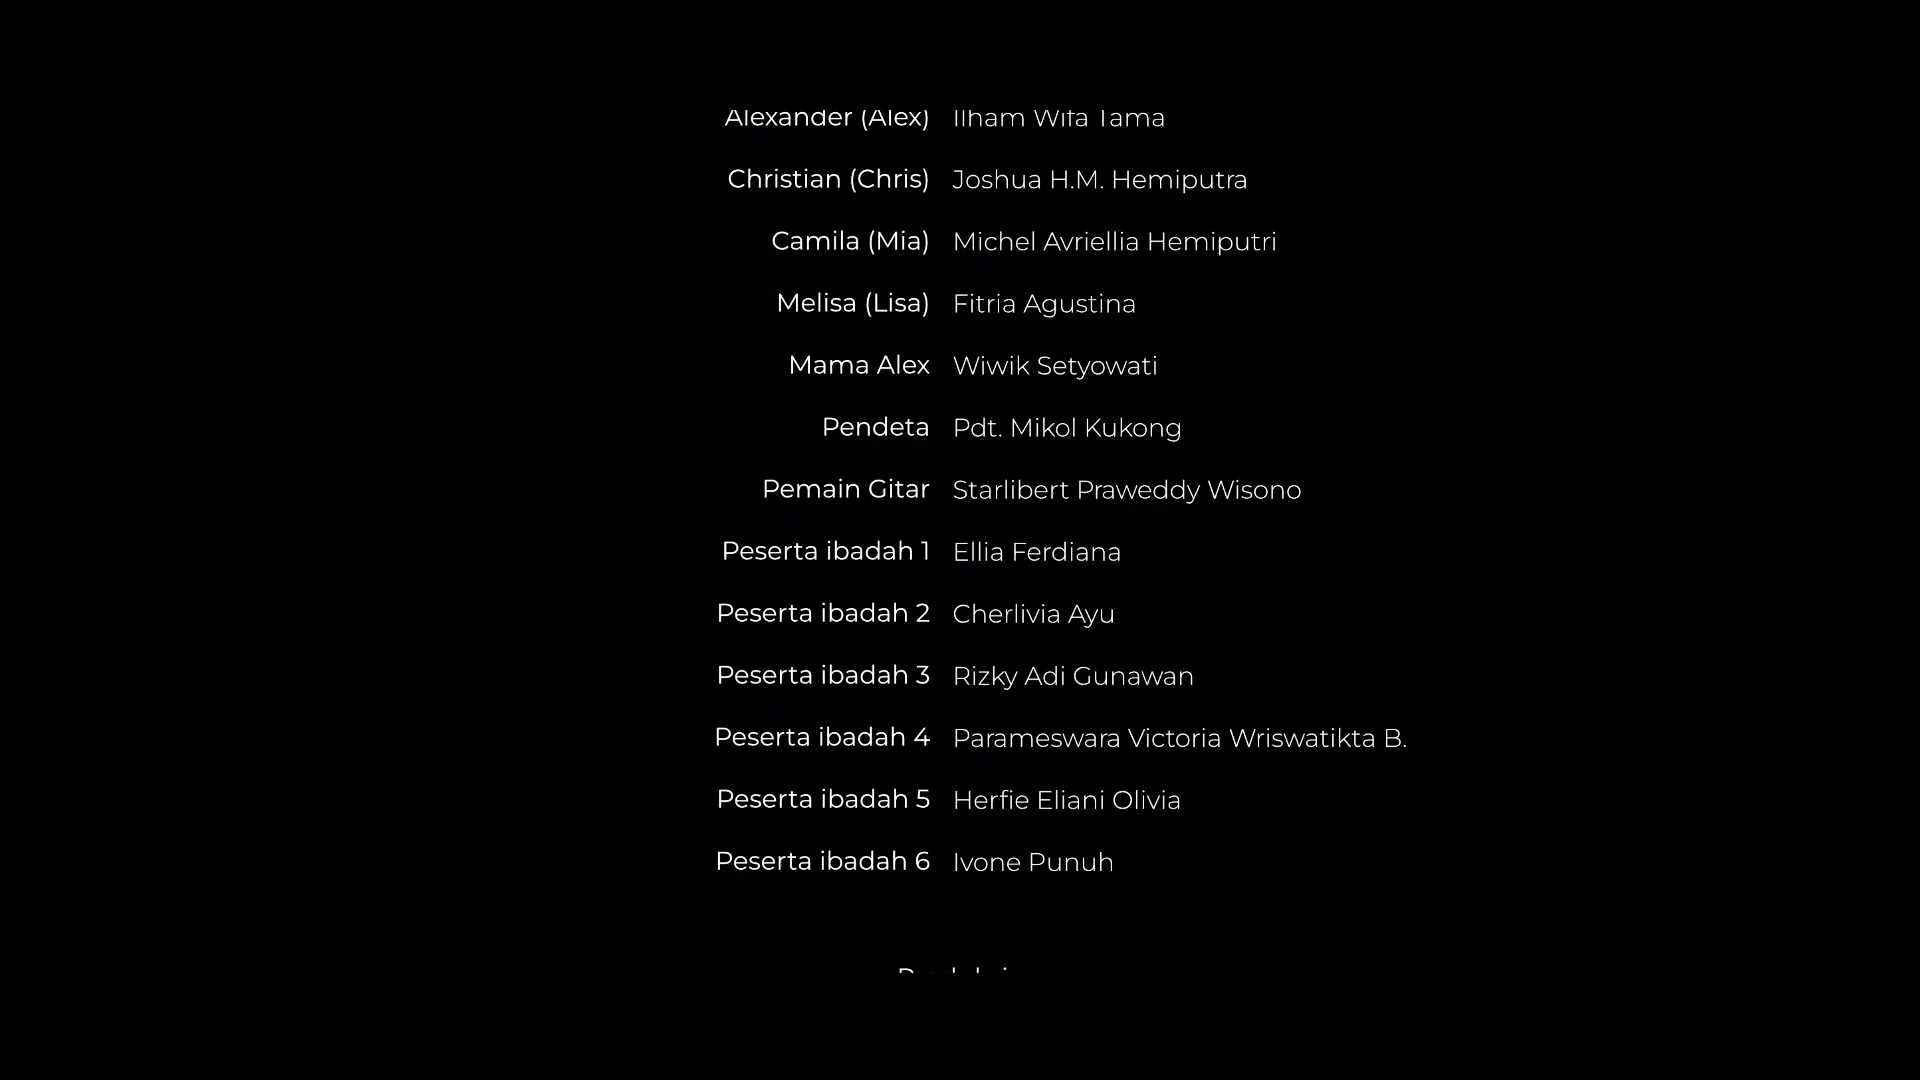 Alexander (Alex) Ilham Wifa Tama
Christian (Chris) Joshua H.M. Hemiputra
Camila (Mia) Michel Avriellia Hemiputri
Melisa (Lisa) Fitria Agustina
Mama Alex Wiwik Setyowati
Pendeta Pdt. Mikol Kukong
Pemain Gitar Starlibert Praweddy Wisono
Peserta ibadah 1 Ellia Ferdiana
Peserta ibadah 2 Cherlivia Ayu
Peserta ibadah 3 Rizky Adi Gunawan
Peserta ibadah 4 Parameswara Victoria Wriswatikta B.
Peserta ibadah 5 Herfie Eliani Olivia
Peserta ibadah 6 Ivone Punuh